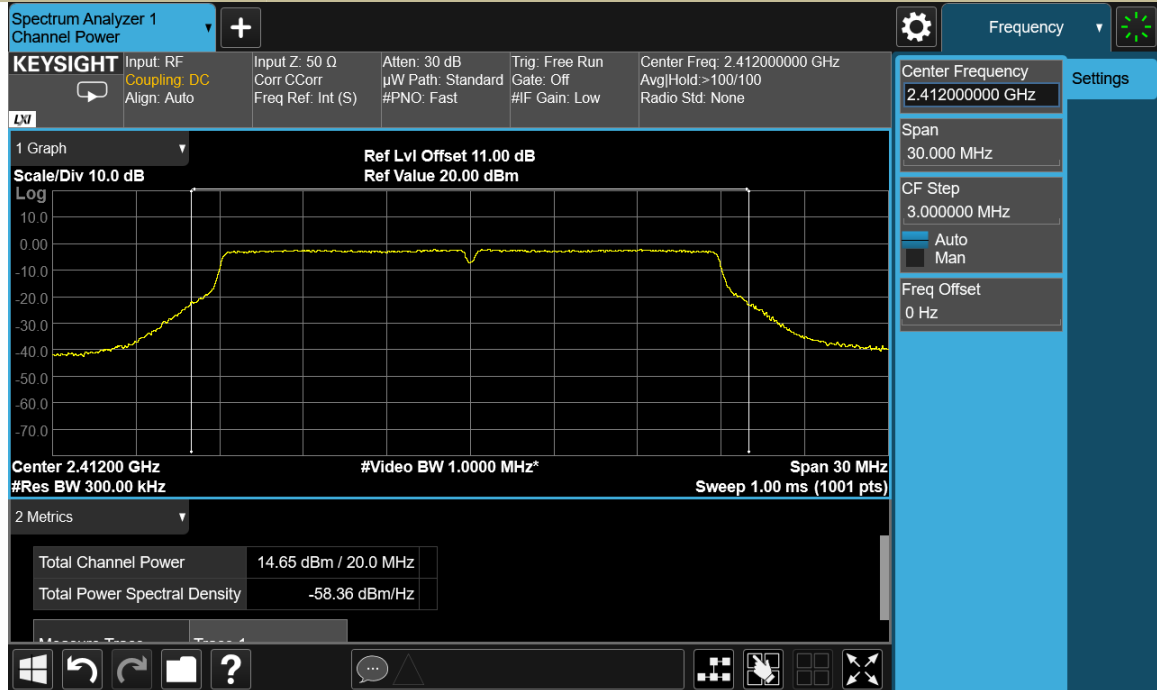 Spectrum Analyzer 1
Channel Power
Frequency
KEYSIGHT
LXI
Input: RF
Coupling: DC
Align: Auto
Input Z: 50 Ω
Corr CCorr
Freq Ref: Int (S)
Atten: 30 dB
µW Path: Standard
#PNO: Fast
Trig: Free Run
Gate: Off
#IF Gain: Low
Center Freq: 2.412000000 GHz
Avg|Hold:>100/100
Radio Std: None
Center Frequency
2.412000000 GHz
Settings
Span
30.000 MHz
CF Step
3.000000 MHz
Auto
Man
Freq Offset
0 Hz
1 Graph
Scale/Div 10.0 dB
Ref Lvl Offset 11.00 dB
Ref Value 20.00 dBm
Log
10.0
0.00
-10.0
-20.0
-30.0
-40.0
-50.0
-60.0
-70.0
Center 2.41200 GHz
#Video BW 1.0000 MHz*
Span 30 MHz
#Res BW 300.00 kHz
Sweep 1.00 ms (1001 pts)
2 Metrics
Total Channel Power 14.65 dBm / 20.0 MHz
Total Power Spectral Density -58.36 dBm/Hz